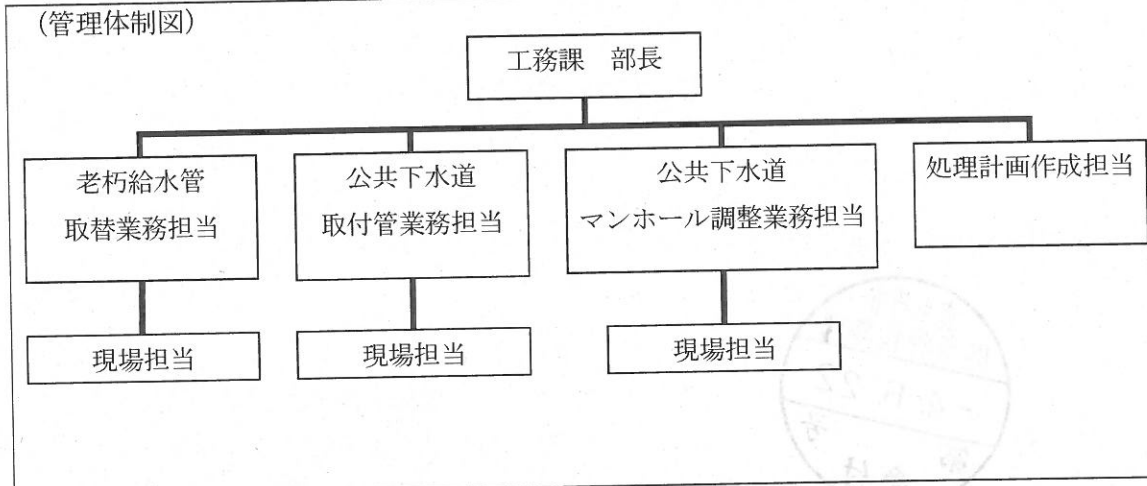 (管理体制図)
工務課　部長
老朽給水管
取替業務担当
公共下水道
取付管業務担当
公共下水道
マンホール調整業務担当
処理計画作成担当
現場担当
現場担当
現場担当